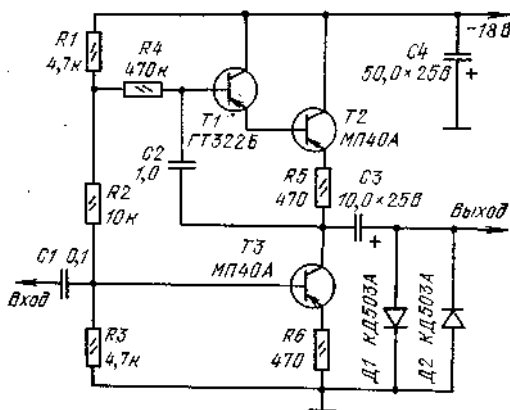 R1
4,7к
R4
470к
−18В
C4
50,0×25В
+
T1
ГТ322Б
T2
МП40А
C2
1,0
R5
470
C3
10,0×25В
+
Выход
R2
10к
C1 0,1
Вход
T3
МП40А
R3
4,7к
R6
470
Д1 КД503А
Д2 КД503А